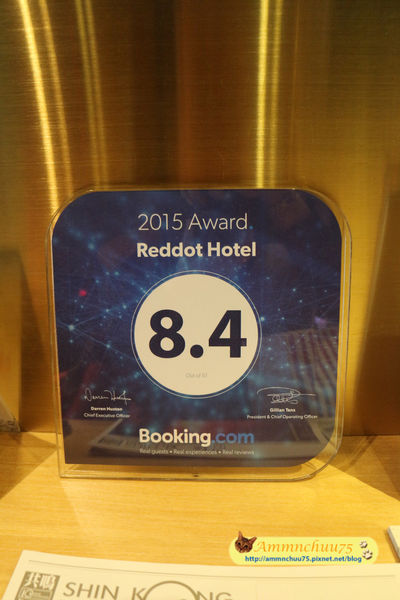 2015 Award
Reddot Hotel
8.4
Out of 10
Darren Huston
Chief Executive Officer
Gillian Tans
President & Chief Operating Officer
Booking.com
Real guests • Real experiences • Real reviews
Ammnchuu75
http://ammnchuu75.pixnet.net/blog
SHIN KONG